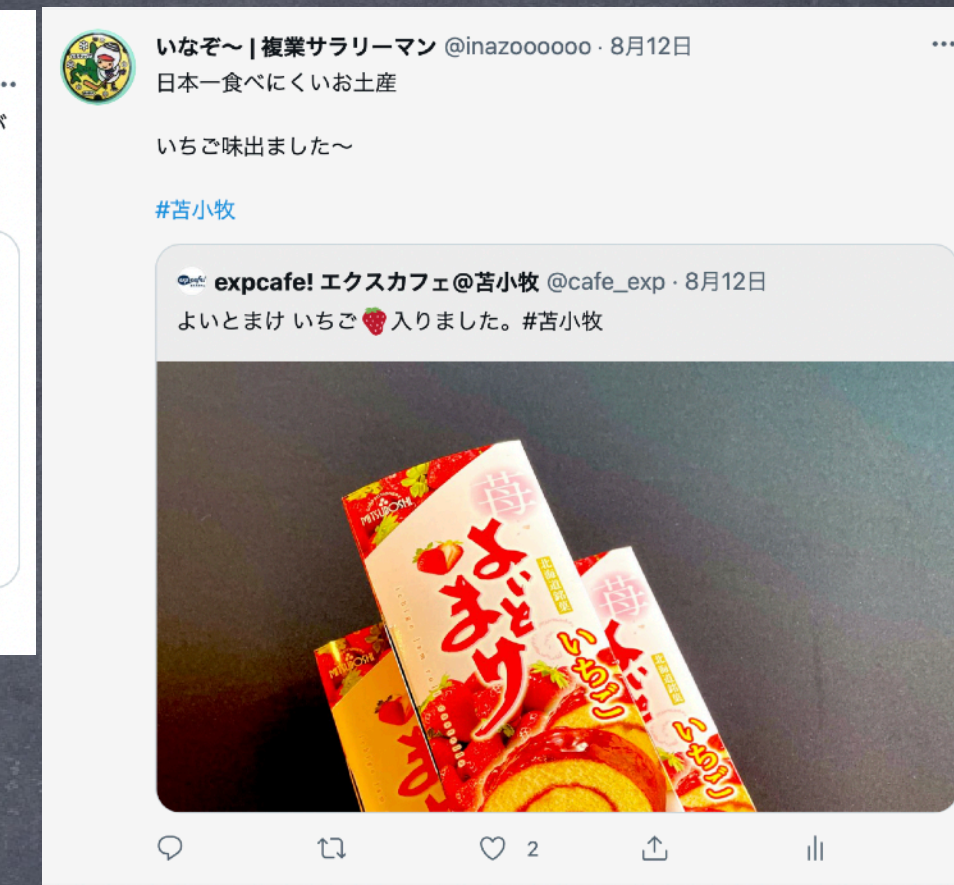 が
いなぞ〜 | 複業サラリーマン @inazoooooo · 8月12日
日本一食べにくいお土産
いちご味出ました〜
#苫小牧
expcafe! エクスカフェ@苫小牧 @cafe_exp · 8月12日
よいとまけ いちご🍓入りました。#苫小牧
MITSUBOSHI
苺
よいと
まけ
北海道銘菓
いちご
苺
よいと
北海道銘菓
いちご
MITSUBOSHI
ま
2